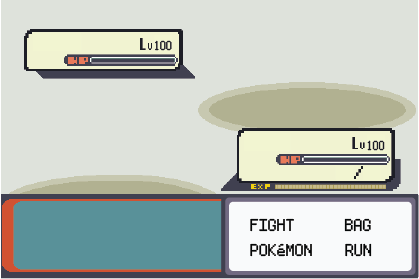 Lv100
HP
Lv100
HP
/
EXP
FIGHT BAG
POKéMON RUN